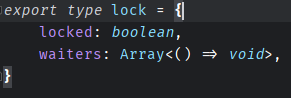 export type lock = {
    locked: boolean,
    waiters: Array<() => void>,
}